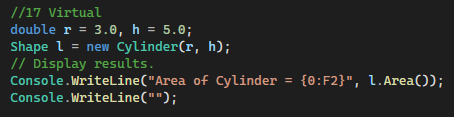 //17 Virtual
double r = 3.0, h = 5.0;
Shape l = new Cylinder(r, h);
// Display results.
Console.WriteLine("Area of Cylinder = {0:F2}", l.Area());
Console.WriteLine("");